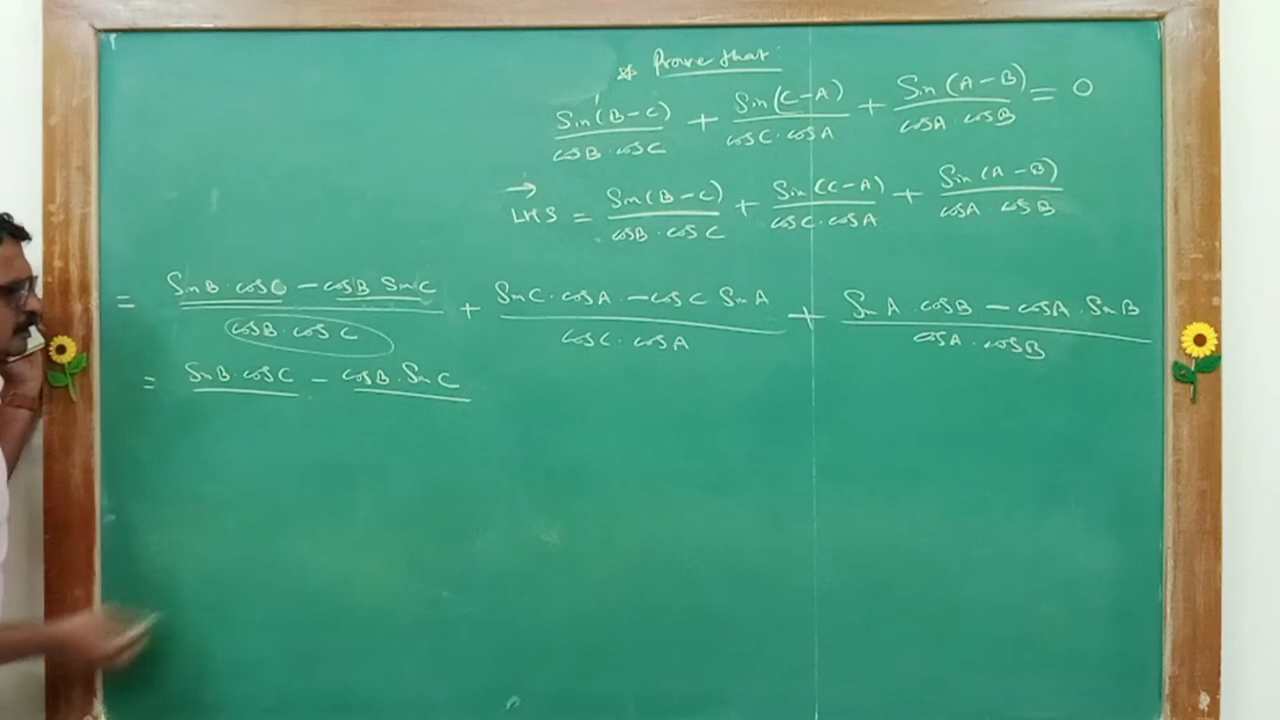 * Prove that
Sin(B-C)/cosB·cosC + Sin(C-A)/cosC·cosA + Sin(A-B)/cosA·cosB = 0
→ LHS = Sin(B-C)/cosB·cosC + Sin(C-A)/cosC·cosA + Sin(A-B)/cosA·cosB
= SinB·cosC - cosB SinC/cosB·cosC + SinC·cosA - cosC SinA/cosC·cosA + SinA·cosB - cosA·SinB/cosA·cosB
= SinB·cosC - cosB·SinC